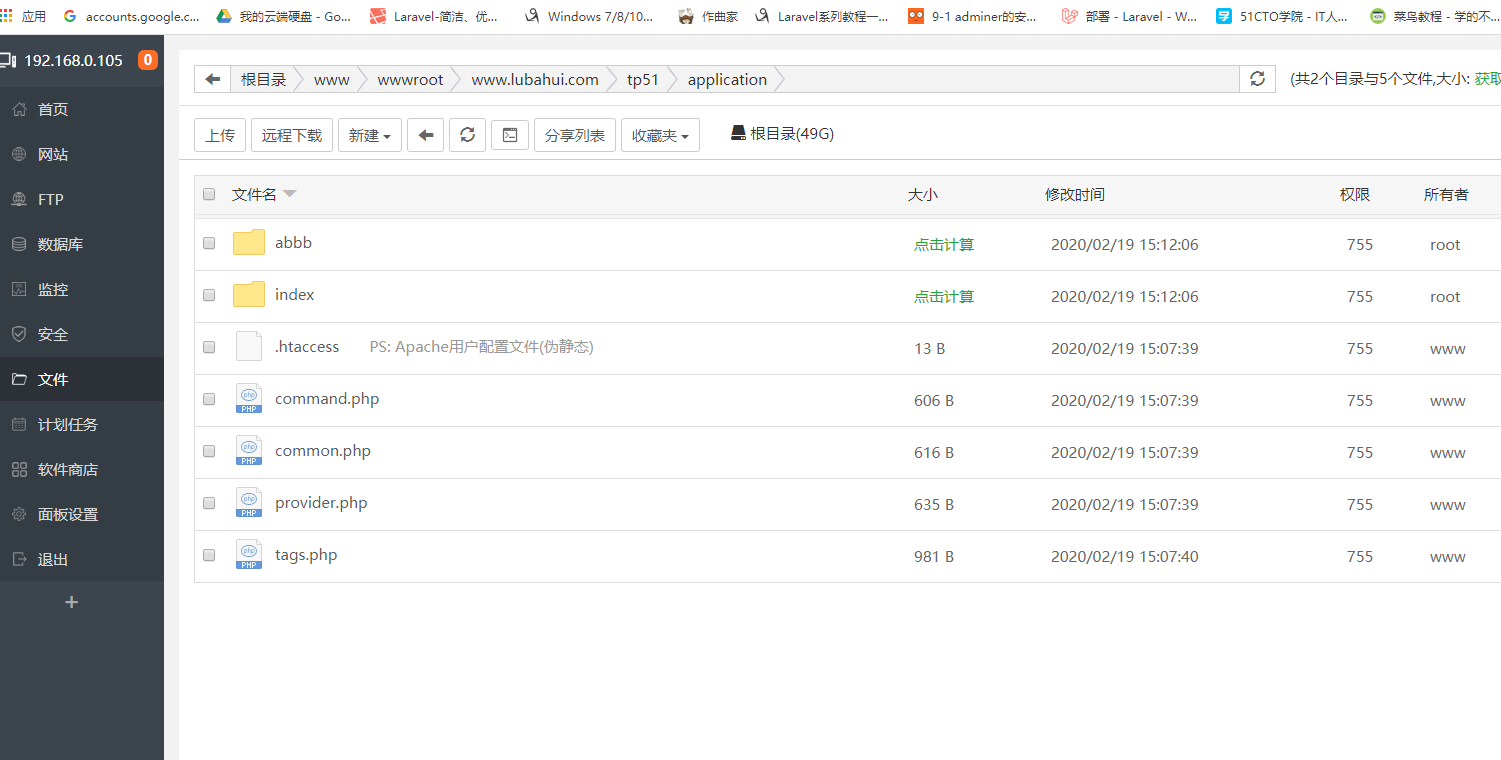 应用 accounts.google.c... 我的云端硬盘 - Go... Laravel-简洁、优... Windows 7/8/10... 作曲家 Laravel系列教程一... 9-1 adminer的安... 部署 - Laravel - W... 51CTO学院 - IT人... 菜鸟教程 - 学的不...
192.168.0.105 0
首页
网站
FTP
数据库
监控
安全
文件
计划任务
软件商店
面板设置
退出
+
根目录 www wwwroot www.lubahui.com tp51 application (共2个目录与5个文件,大小: 获取
上传 远程下载 新建 分享列表 收藏夹 根目录(49G)
文件名 大小 修改时间 权限 所有者
abbb 点击计算 2020/02/19 15:12:06 755 root
index 点击计算 2020/02/19 15:12:06 755 root
.htaccess PS: Apache用户配置文件(伪静态) 13 B 2020/02/19 15:07:39 755 www
php PHP command.php 606 B 2020/02/19 15:07:39 755 www
php PHP common.php 616 B 2020/02/19 15:07:39 755 www
php PHP provider.php 635 B 2020/02/19 15:07:39 755 www
php PHP tags.php 981 B 2020/02/19 15:07:40 755 www